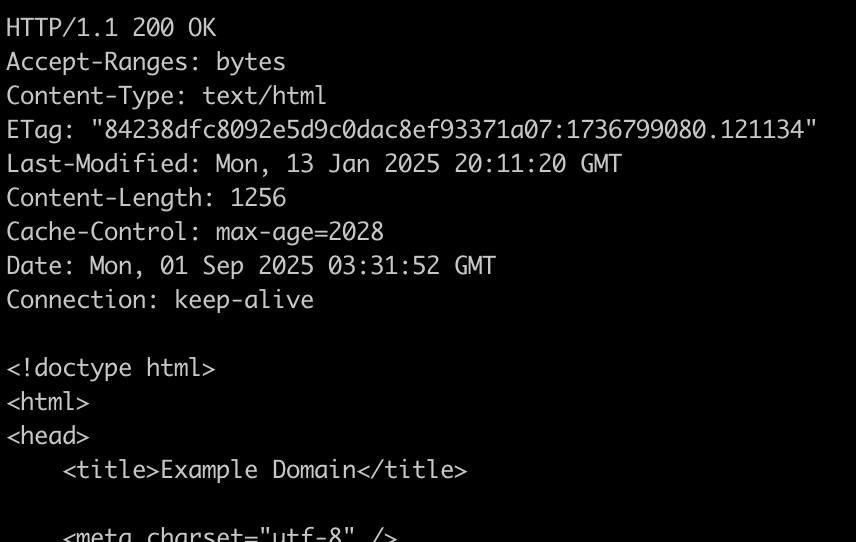 HTTP/1.1 200 OK
Accept-Ranges: bytes
Content-Type: text/html
ETag: "84238dfc8092e5d9c0dac8ef93371a07:1736799080.121134"
Last-Modified: Mon, 13 Jan 2025 20:11:20 GMT
Content-Length: 1256
Cache-Control: max-age=2028
Date: Mon, 01 Sep 2025 03:31:52 GMT
Connection: keep-alive

<!doctype html>
<html>
<head>
    <title>Example Domain</title>

    <meta charset="utf-8" />